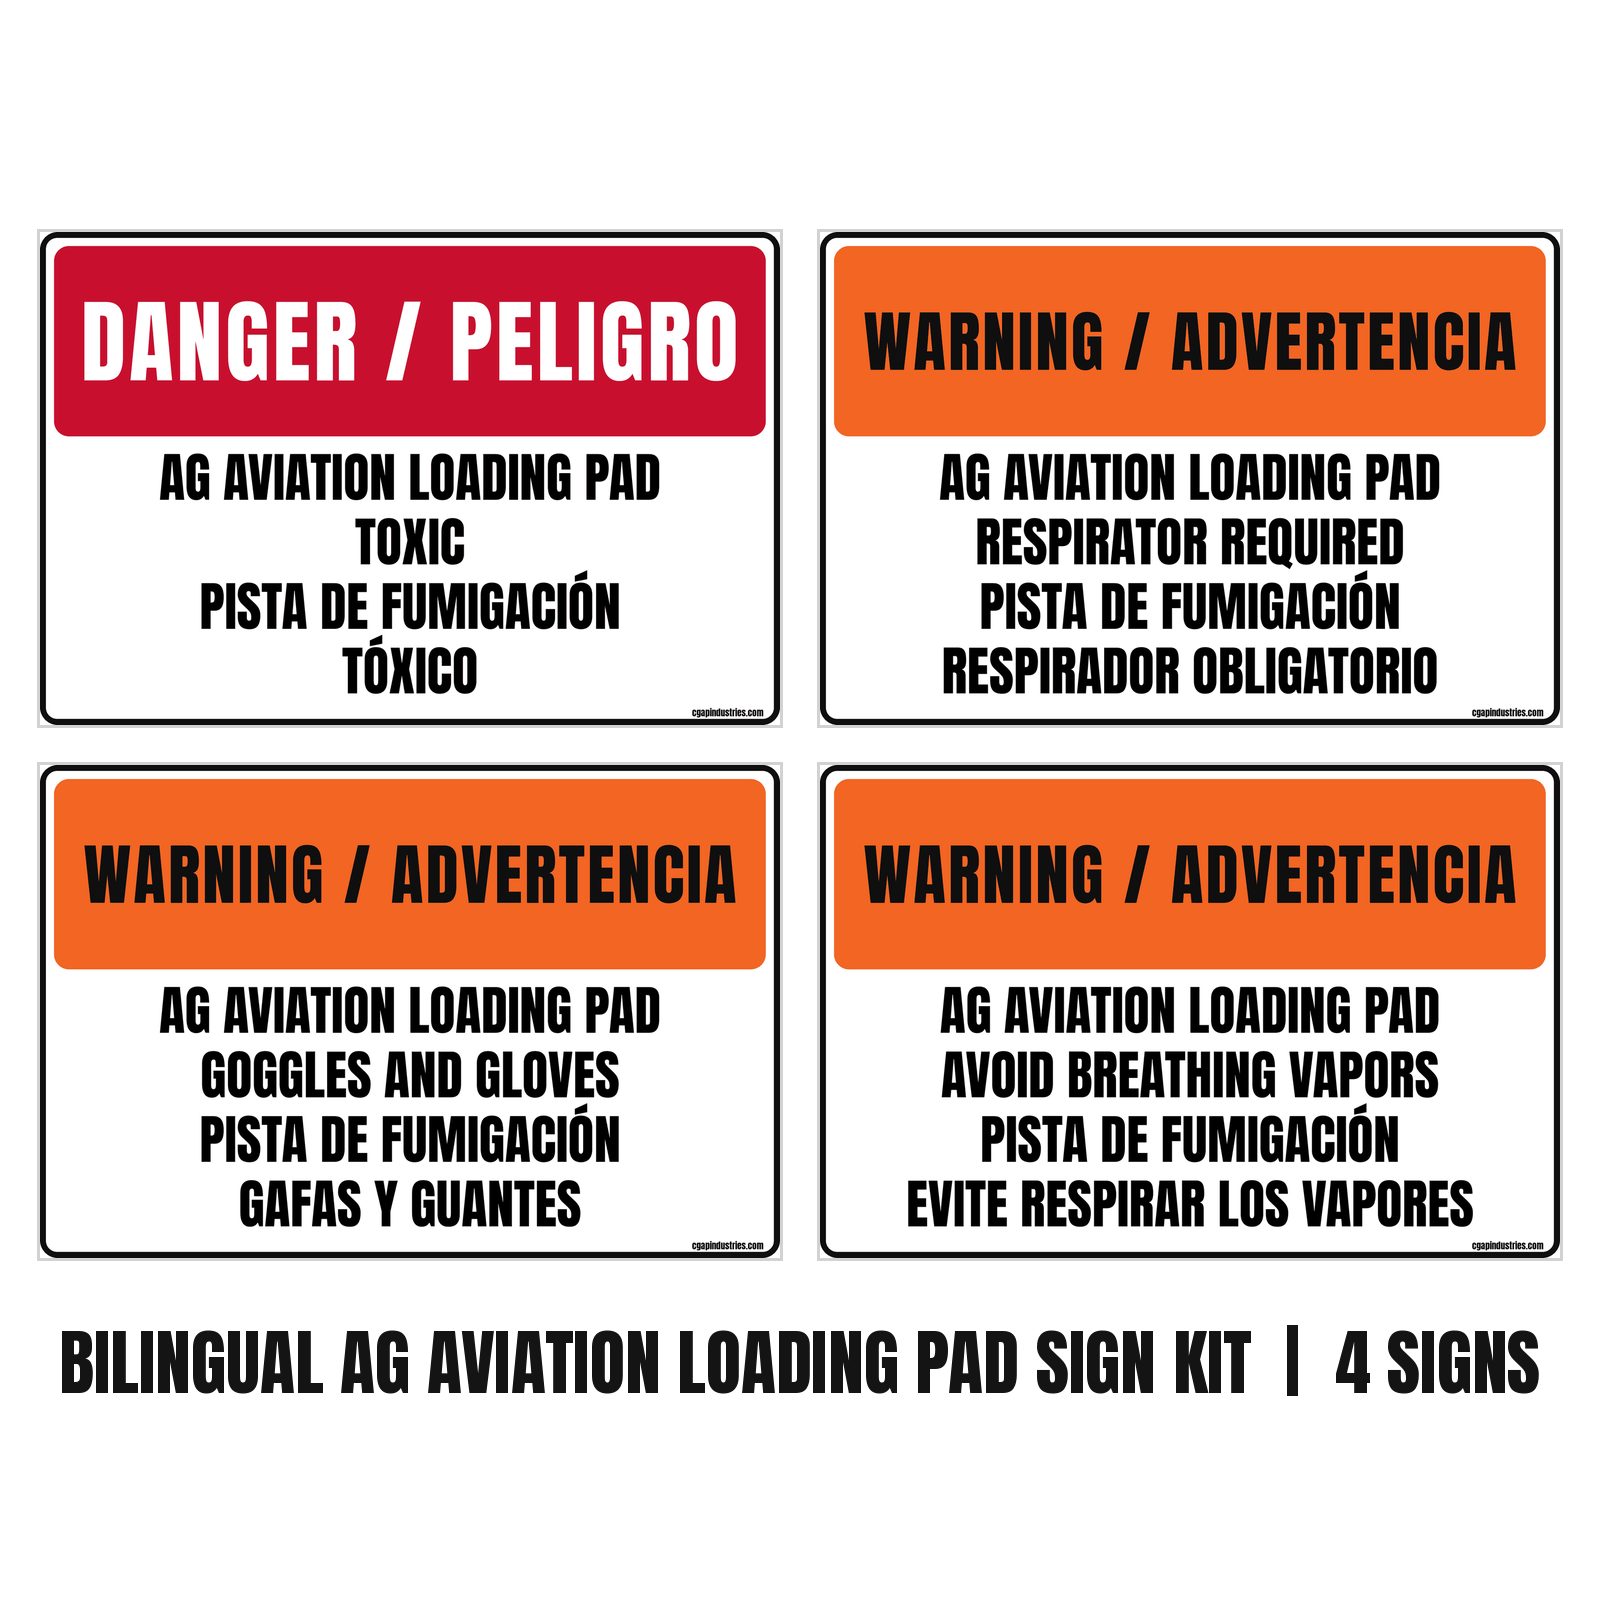 DANGER / PELIGRO
AG AVIATION LOADING PAD
TOXIC
PISTA DE FUMIGACIÓN
TÓXICO
cgapindustries.com
WARNING / ADVERTENCIA
AG AVIATION LOADING PAD
RESPIRATOR REQUIRED
PISTA DE FUMIGACIÓN
RESPIRADOR OBLIGATORIO
cgapindustries.com
WARNING / ADVERTENCIA
AG AVIATION LOADING PAD
GOGGLES AND GLOVES
PISTA DE FUMIGACIÓN
GAFAS Y GUANTES
cgapindustries.com
WARNING / ADVERTENCIA
AG AVIATION LOADING PAD
AVOID BREATHING VAPORS
PISTA DE FUMIGACIÓN
EVITE RESPIRAR LOS VAPORES
cgapindustries.com
BILINGUAL AG AVIATION LOADING PAD SIGN KIT | 4 SIGNS